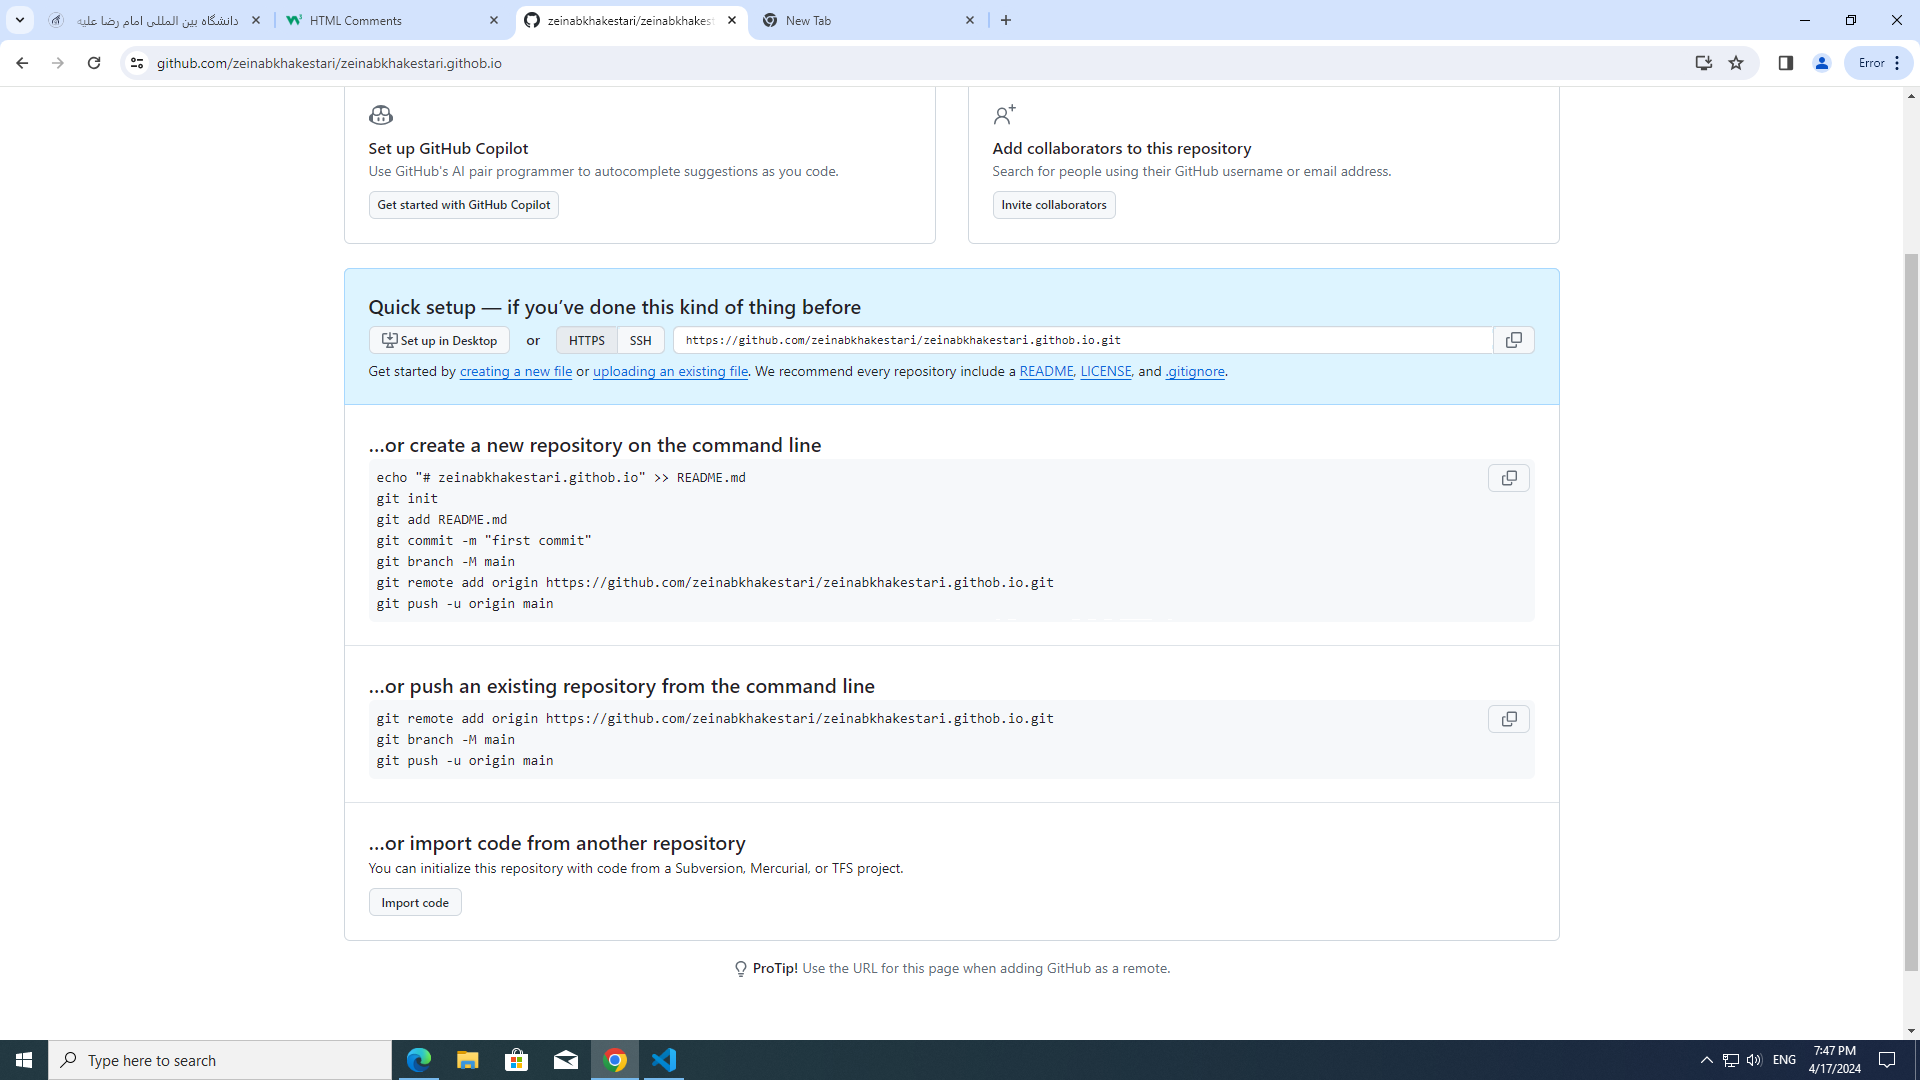 دانشگاه بین المللی امام رضا علیه
HTML Comments
zeinabkhakestari/zeinabkhakest
New Tab
github.com/zeinabkhakestari/zeinabkhakestari.githob.io
Error
Set up GitHub Copilot
Use GitHub's AI pair programmer to autocomplete suggestions as you code.
Get started with GitHub Copilot
Add collaborators to this repository
Search for people using their GitHub username or email address.
Invite collaborators
Quick setup — if you’ve done this kind of thing before
Set up in Desktop or HTTPS SSH https://github.com/zeinabkhakestari/zeinabkhakestari.githob.io.git
Get started by creating a new file or uploading an existing file. We recommend every repository include a README, LICENSE, and .gitignore.
…or create a new repository on the command line
echo "# zeinabkhakestari.githob.io" >> README.md
git init
git add README.md
git commit -m "first commit"
git branch -M main
git remote add origin https://github.com/zeinabkhakestari/zeinabkhakestari.githob.io.git
git push -u origin main
…or push an existing repository from the command line
git remote add origin https://github.com/zeinabkhakestari/zeinabkhakestari.githob.io.git
git branch -M main
git push -u origin main
…or import code from another repository
You can initialize this repository with code from a Subversion, Mercurial, or TFS project.
Import code
ProTip! Use the URL for this page when adding GitHub as a remote.
Type here to search
ENG
7:47 PM
4/17/2024